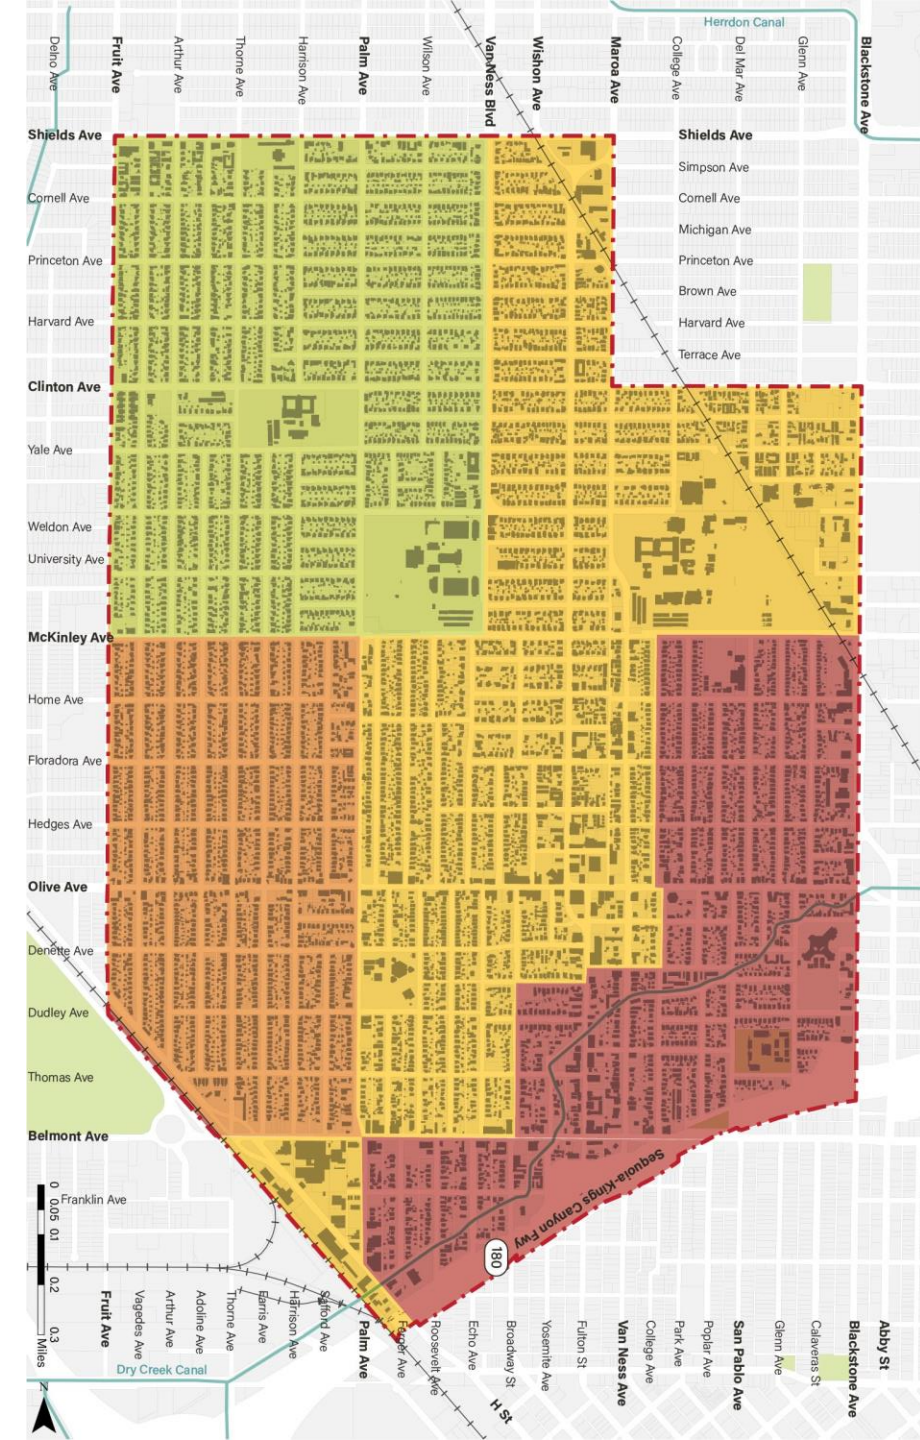 Herndon Canal
Delno Ave
Fruit Ave
Arthur Ave
Thorne Ave
Harrison Ave
Palm Ave
Wilson Ave
Van Ness Blvd
Wishon Ave
Maroa Ave
College Ave
Del Mar Ave
Glenn Ave
Blackstone Ave
Shields Ave
Cornell Ave
Princeton Ave
Harvard Ave
Clinton Ave
Yale Ave
Weldon Ave
University Ave
McKinley Ave
Home Ave
Floradora Ave
Hedges Ave
Olive Ave
Dennett Ave
Dudley Ave
Thomas Ave
Belmont Ave
Franklin Ave
Shields Ave
Simpson Ave
Cornell Ave
Michigan Ave
Princeton Ave
Brown Ave
Harvard Ave
Terrace Ave
Sequoia-Kings Canyon Fwy
180
0 0.05 0.1 0.2 0.3
Miles
Fruit Ave
Vagedes Ave
Arthur Ave
Adoline Ave
Thorne Ave
Farris Ave
Harrison Ave
Safford Ave
Palm Ave
Ferger Ave
Roosevelt Ave
Echo Ave
Broadway St
Yosemite Ave
Fulton St
Van Ness Ave
College Ave
Park Ave
Poplar Ave
San Pablo Ave
Glenn Ave
Calaveras St
Blackstone Ave
Abby St
Dry Creek Canal
H St
N